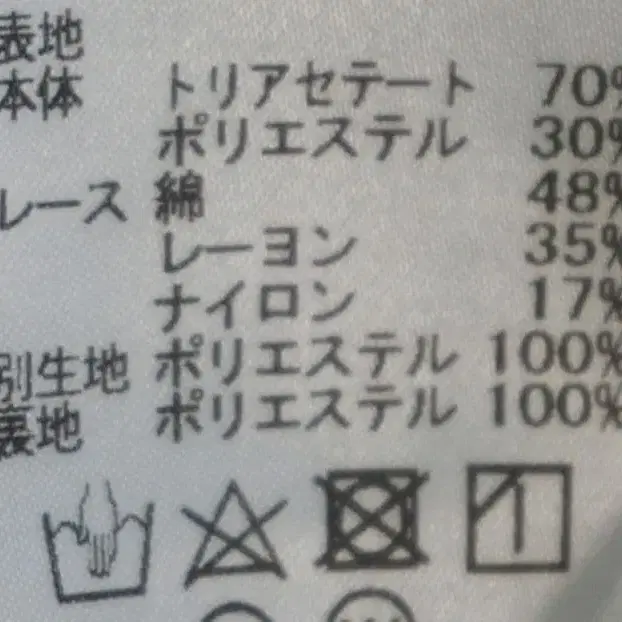 表地
本体 トリアセテート 70%
ポリエステル 30%
レース 綿 48%
レーヨン 35%
ナイロン 17%
別生地 ポリエステル 100%
裏地 ポリエステル 100%